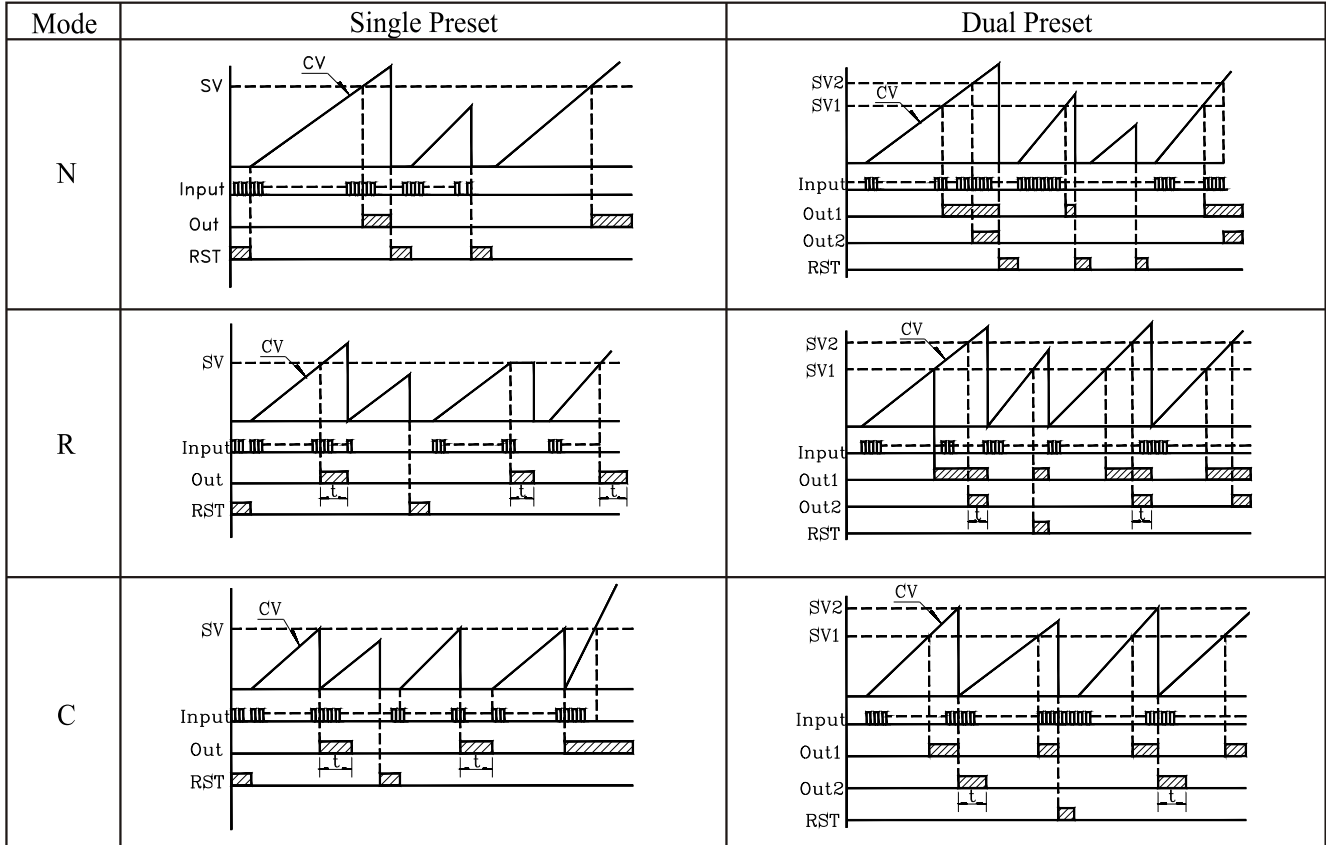 Mode Single Preset Dual Preset
N
SV
CV
Input
Out
RST
SV2
SV1
CV
Input
Out1
Out2
RST
R
SV
CV
Input
Out
t t t
RST
SV2
SV1
CV
Input
Out1
Out2
t t
RST
C
SV
CV
Input
Out
t t
RST
SV2
SV1
CV
Input
Out1
Out2
t t
RST